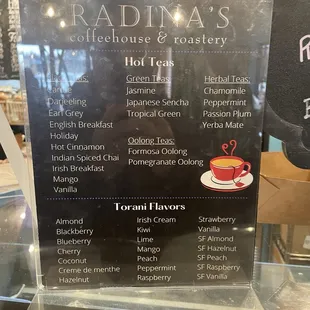 RADINA'S
coffeehouse & roastery
Hot Teas
Teas:
Darjeeling
Earl Grey
English Breakfast
Holiday
Hot Cinnamon
Indian Spiced Chai
Irish Breakfast
Mango
Vanilla
Green Teas:
Jasmine
Japanese Sencha
Tropical Green
Oolong Teas:
Formosa Oolong
Pomegranate Oolong
Herbal Teas:
Chamomile
Peppermint
Passion Plum
Yerba Mate
Torani Flavors
Almond
Blackberry
Blueberry
Cherry
Coconut
Creme de menthe
Hazelnut
Irish Cream
Kiwi
Lime
Mango
Peach
Peppermint
Raspberry
Strawberry
Vanilla
SF Almond
SF Hazelnut
SF Peach
SF Raspberry
SF Vanilla